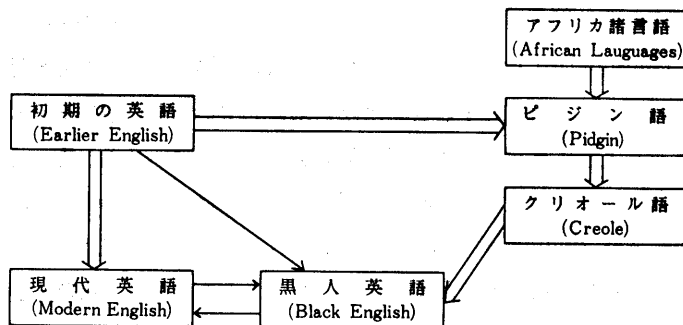 アフリカ諸言語
(African Lauguages)
初期の英語
(Earlier English)
ピジン語
(Pidgin)
クリオール語
(Creole)
現代英語
(Modern English)
黒人英語
(Black English)